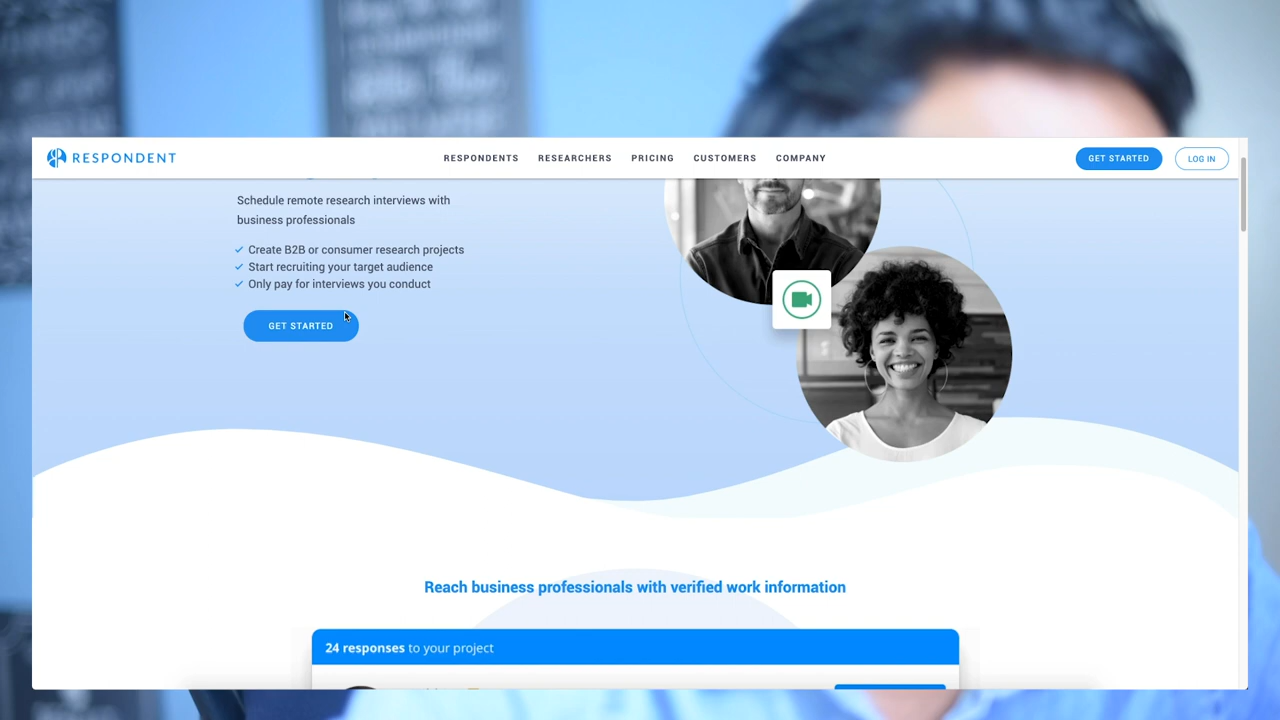 RESPONDENT
RESPONDENTS RESEARCHERS PRICING CUSTOMERS COMPANY
GET STARTED LOG IN
Schedule remote research interviews with
business professionals
Create B2B or consumer research projects
Start recruiting your target audience
Only pay for interviews you conduct
GET STARTED
Reach business professionals with verified work information
24 responses to your project